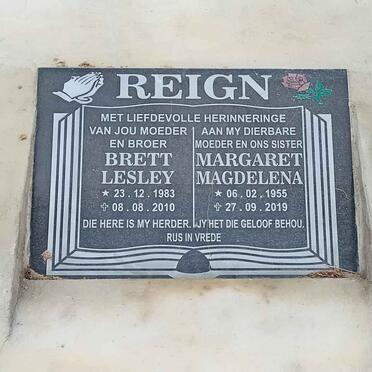 REIGN
MET LIEFDEVOLLE HERINNERINGE
VAN JOU MOEDER
EN BROER
BRETT
LESLEY
★ 23.12.1983
✞ 08.08.2010
AAN MY DIERBARE
MOEDER EN ONS SISTER
MARGARET
MAGDELENA
★ 06.02.1955
✞ 27.09.2019
DIE HERE IS MY HERDER. JY HET DIE GELOOF BEHOU.
RUS IN VREDE